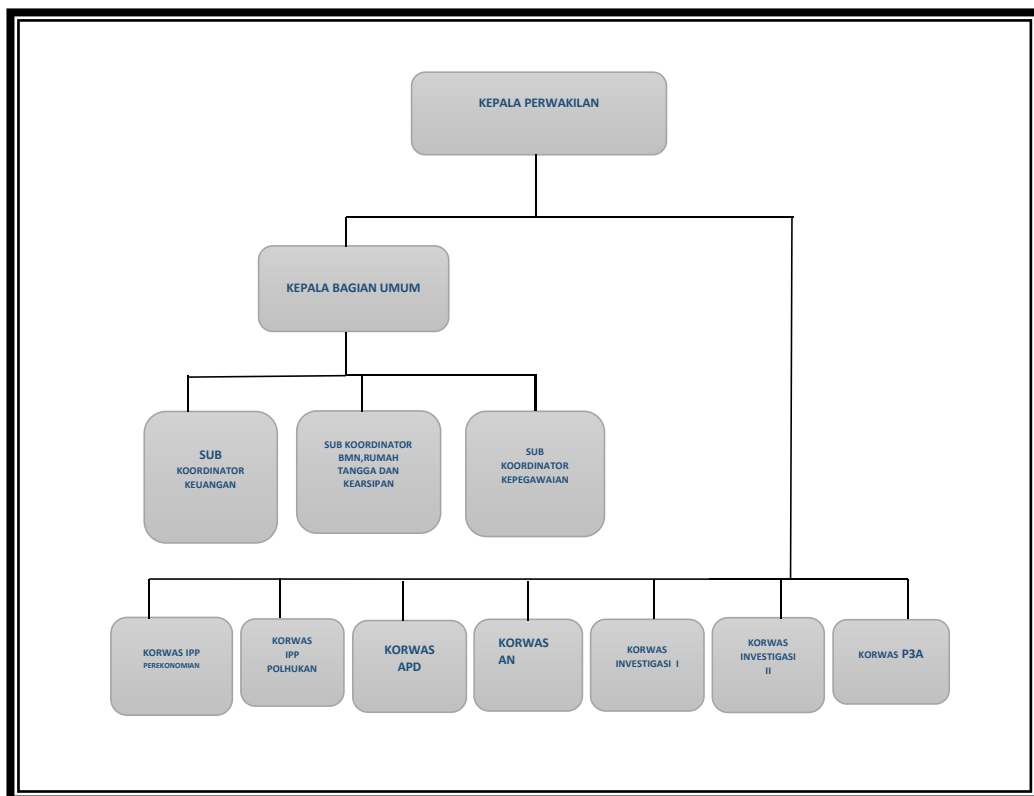 KEPALA PERWAKILAN
KEPALA BAGIAN UMUM
SUB
KOORDINATOR
KEUANGAN
SUB KOORDINATOR
BMN,RUMAH
TANGGA DAN
KEARSIPAN
SUB
KOORDINATOR
KEPEGAWAIAN
KORWAS IPP
PEREKONOMIAN
KORWAS
IPP
POLHUKAN
KORWAS
APD
KORWAS
AN
KORWAS
INVESTIGASI I
KORWAS
INVESTIGASI
II
KORWAS P3A